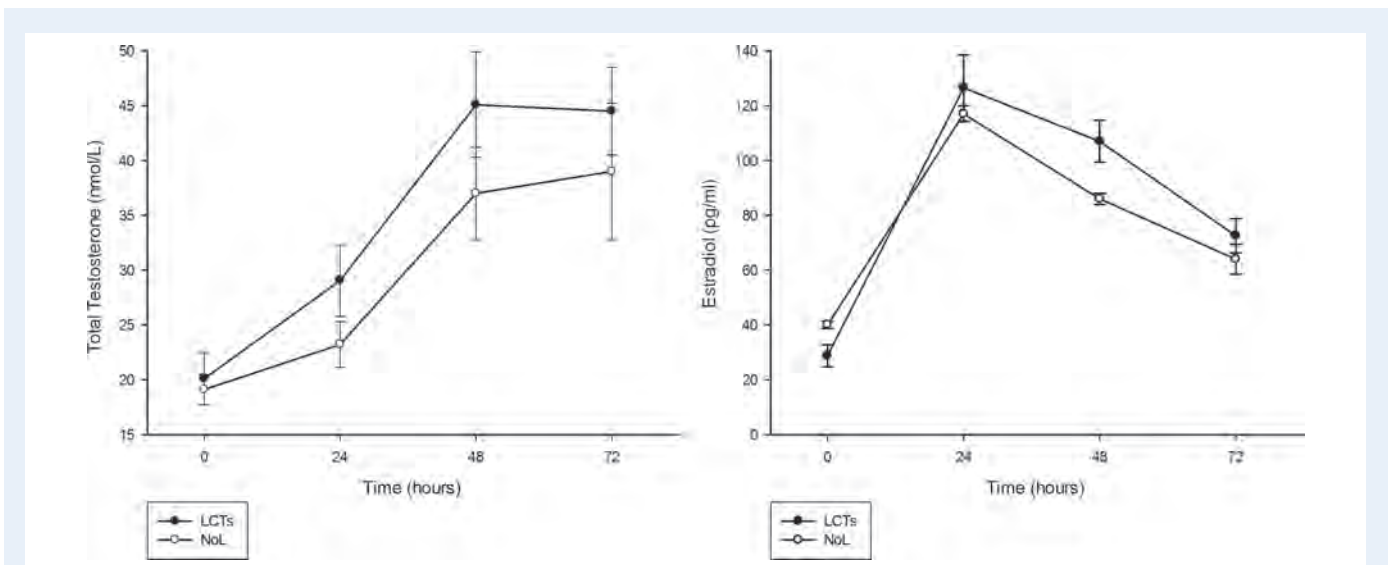 50
45
40
35
30
25
20
15
Total Testosterone (nmol/L)
0 24 48 72
Time (hours)
LCTs
NoL
140
120
100
80
60
40
20
0
Estradiol (pg/ml)
0 24 48 72
Time (hours)
LCTs
NoL